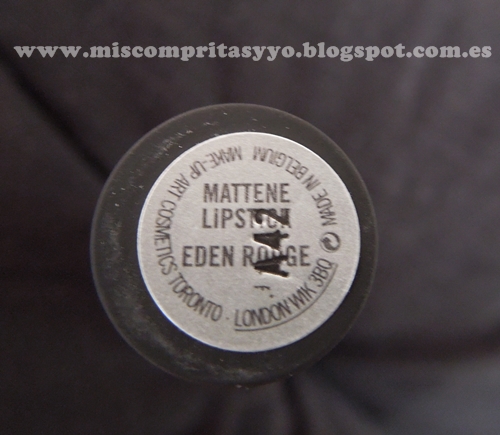 www.miscompritasyyo.blogspot.com.es
MATTENE
LIPSTICK
EDEN ROUGE
A42
MAKE-UP ART COSMETICS TORONTO - LONDON W1K 3BQ
MADE IN BELGIUM